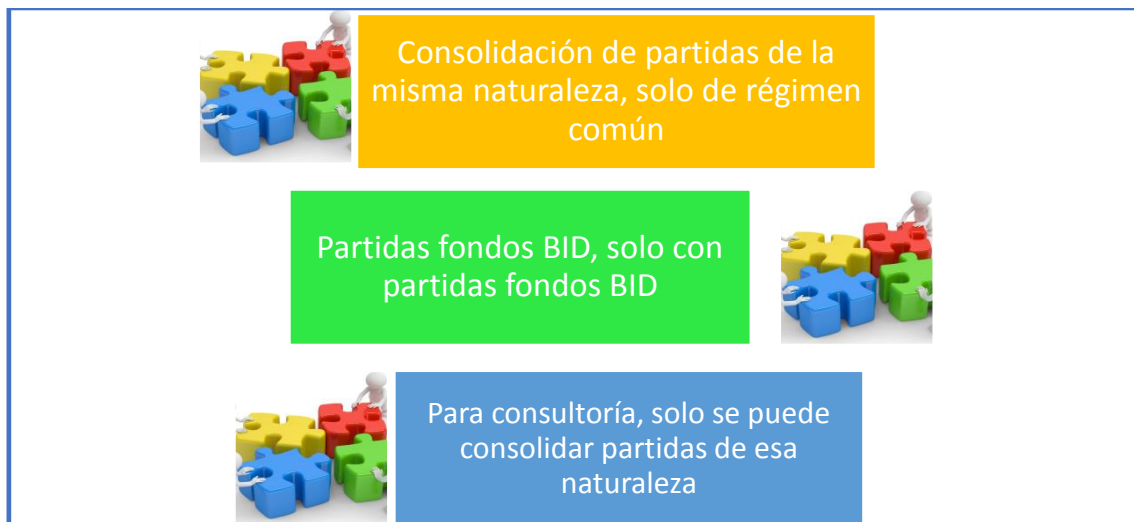 Consolidación de partidas de la
misma naturaleza, solo de régimen
común
Partidas fondos BID, solo con
partidas fondos BID
Para consultoría, solo se puede
consolidar partidas de esa
naturaleza